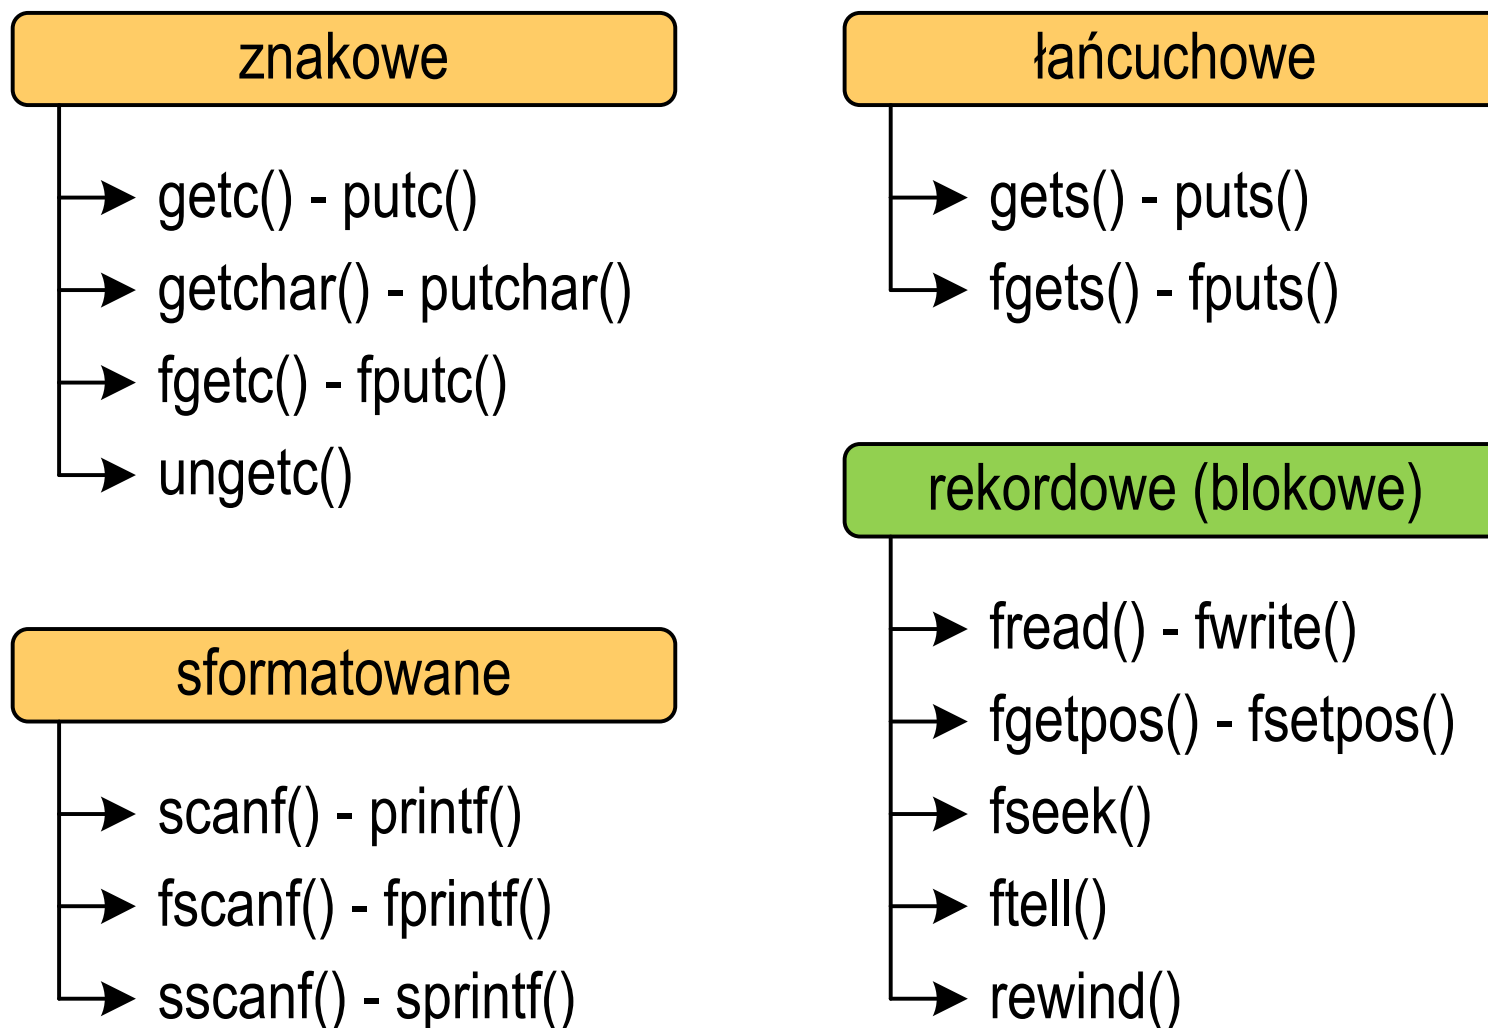 znakowe
getc() - putc()
getchar() - putchar()
fgetc() - fputc()
ungetc()
sformatowane
scanf() - printf()
fscanf() - fprintf()
sscanf() - sprintf()
łańcuchowe
gets() - puts()
fgets() - fputs()
rekordowe (blokowe)
fread() - fwrite()
fgetpos() - fsetpos()
fseek()
ftell()
rewind()